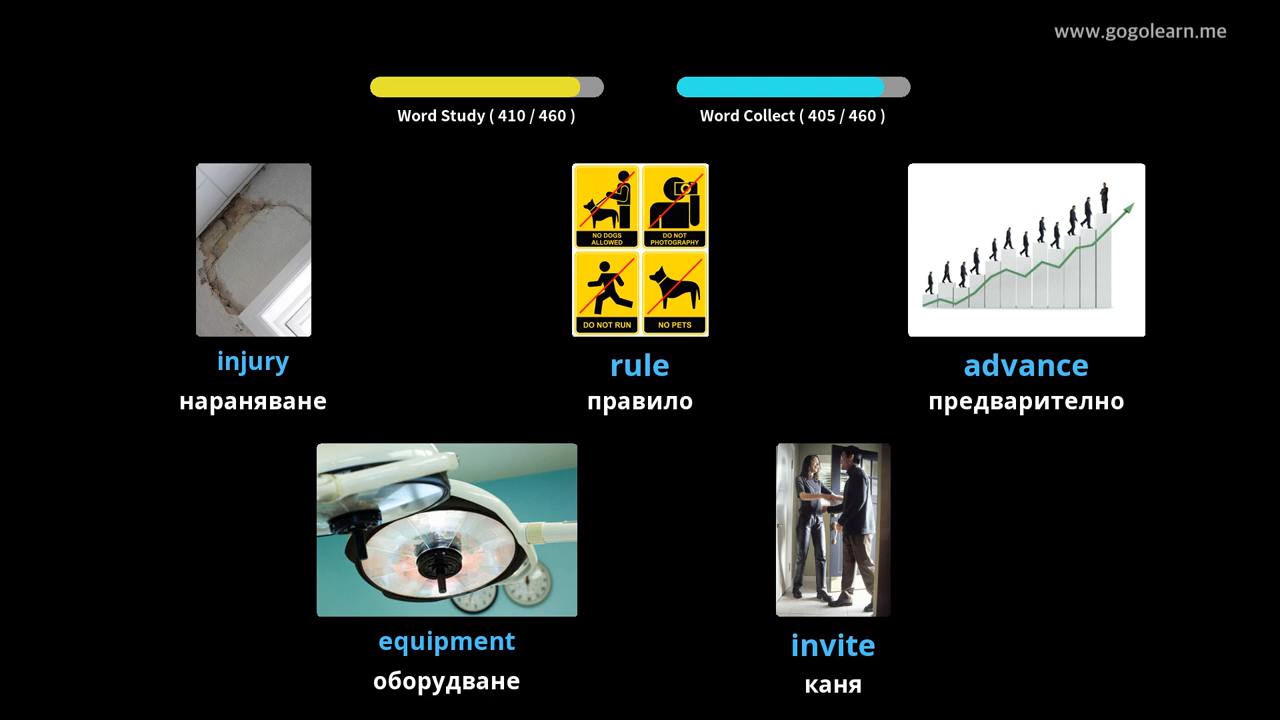 www.gogolearn.me
Word Study ( 410 / 460 )
Word Collect ( 405 / 460 )
NO DOGS
ALLOWED
DO NOT
PHOTOGRAPHY
DO NOT RUN
NO PETS
injury
rule
advance
нараняване
правило
предварително
equipment
invite
оборудване
каня